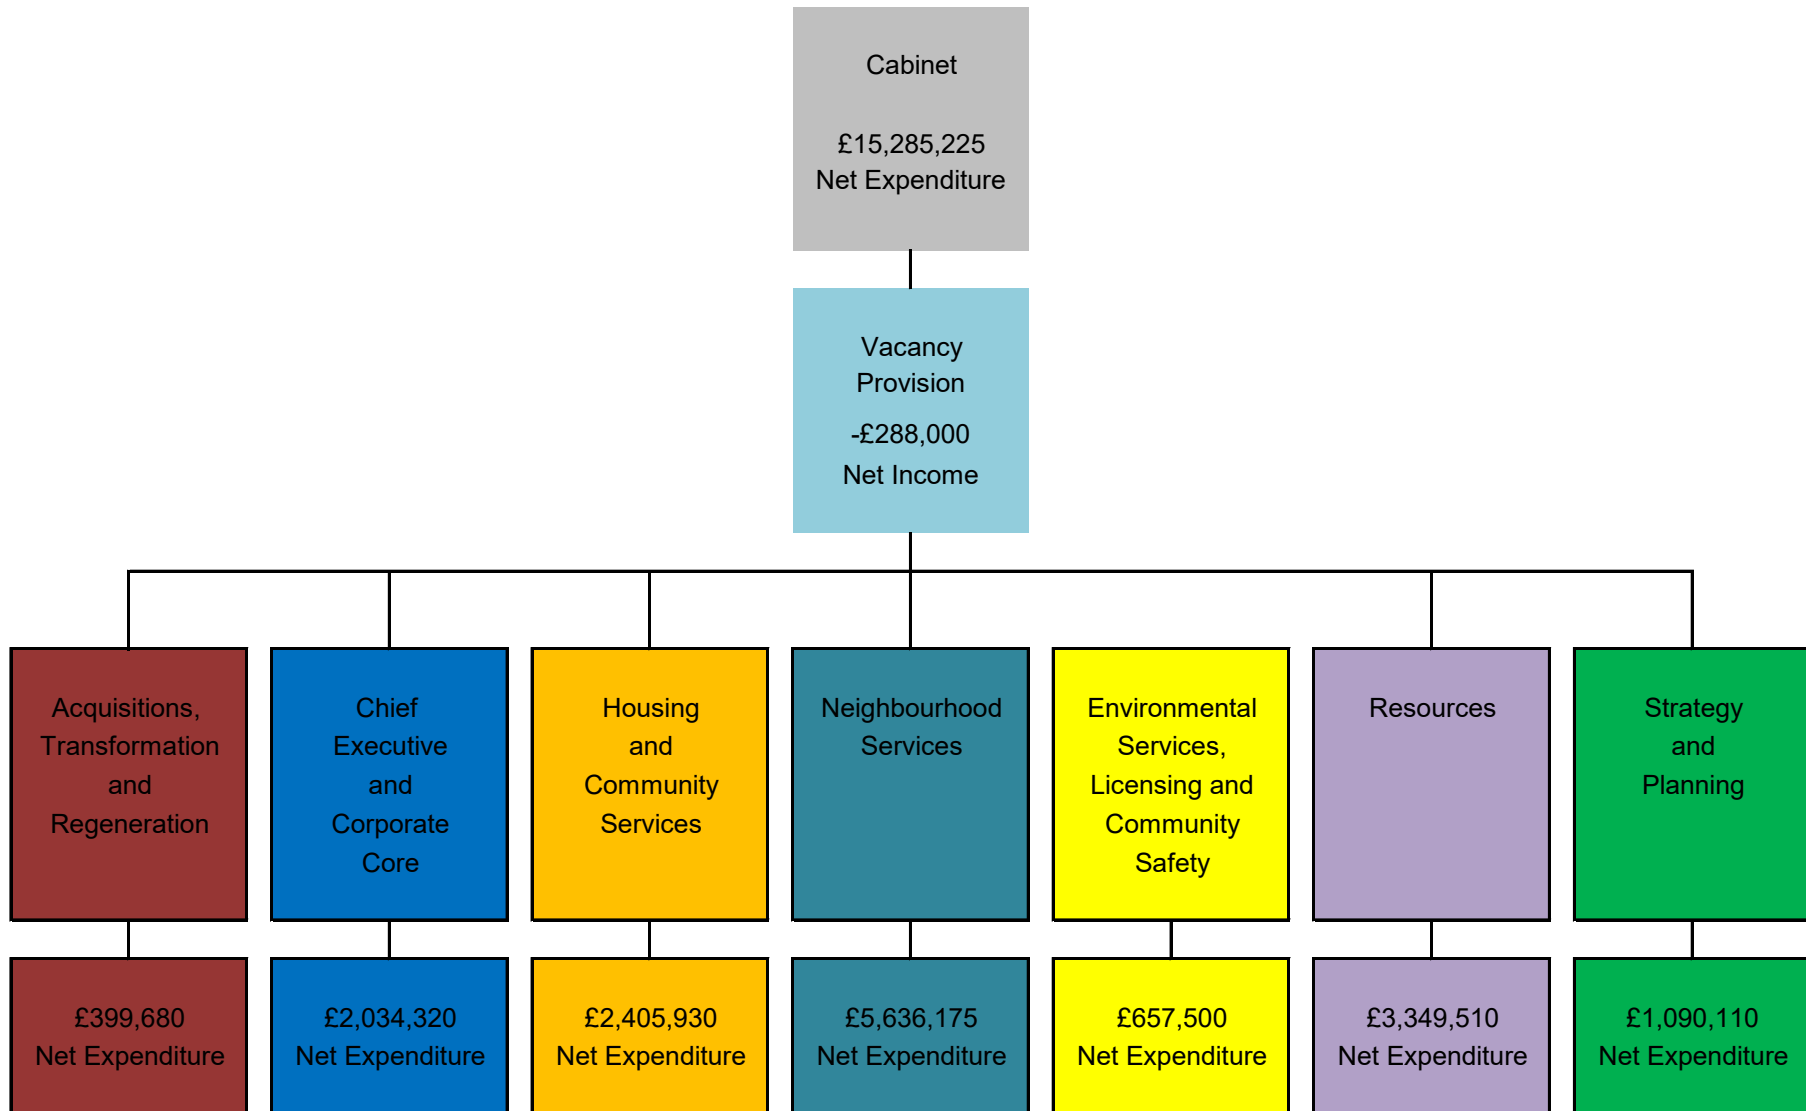 Cabinet
£15,285,225
Net Expenditure
Vacancy
Provision
-£288,000
Net Income
Acquisitions,
Transformation
and
Regeneration
Chief
Executive
and
Corporate
Core
Housing
and
Community
Services
Neighbourhood
Services
Environmental
Services,
Licensing and
Community
Safety
Resources
Strategy
and
Planning
£399,680
Net Expenditure
£2,034,320
Net Expenditure
£2,405,930
Net Expenditure
£5,636,175
Net Expenditure
£657,500
Net Expenditure
£3,349,510
Net Expenditure
£1,090,110
Net Expenditure